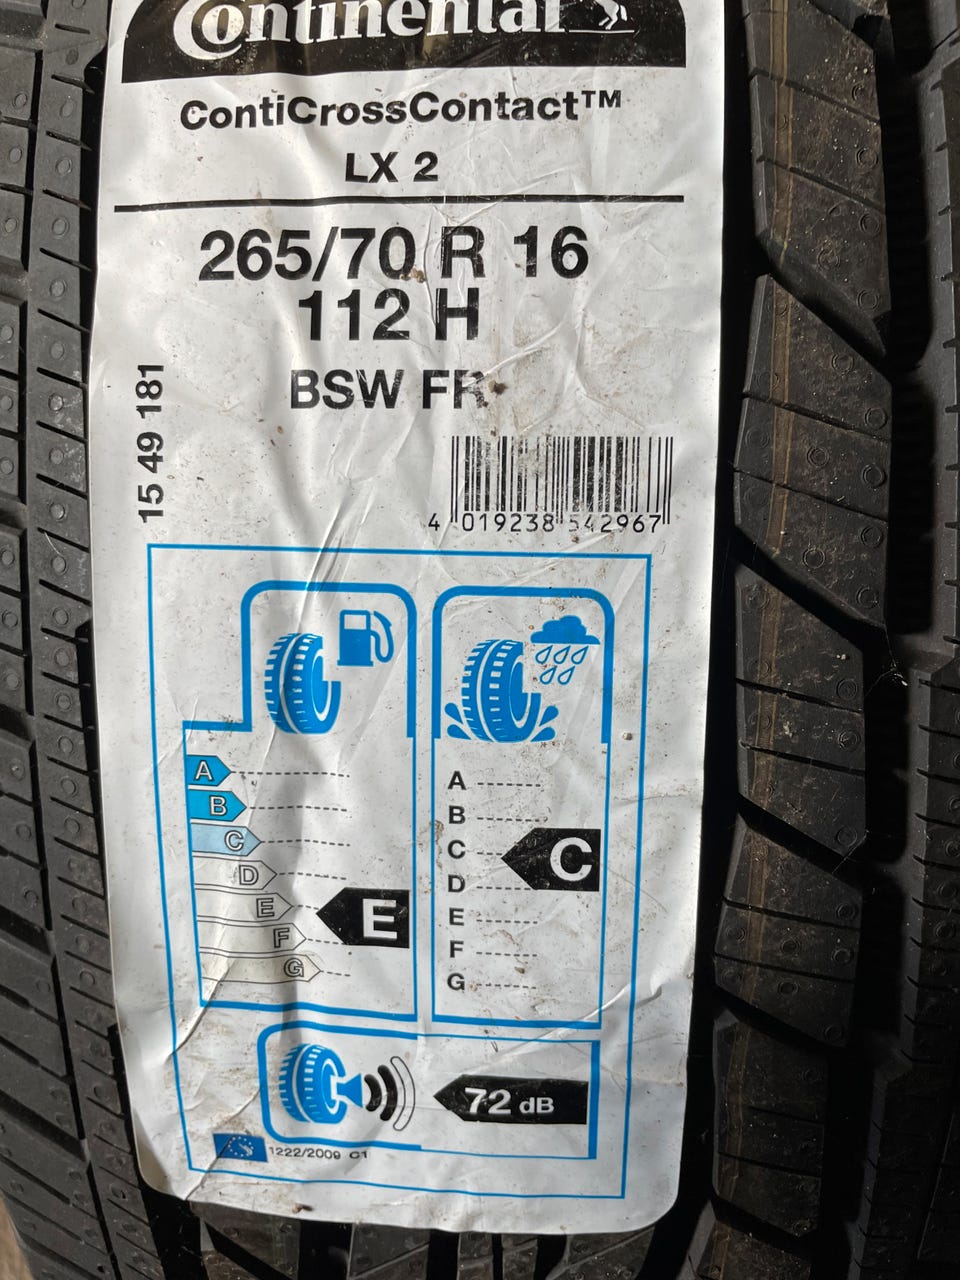 Continental
ContiCrossContact™
LX 2
265/70 R 16
112 H
BSW FR
15 49 181
4 019238 542967
A
B
C
D
E
F
G
E
A
B
C
D
E
F
G
C
72 dB
1222/2009 C1